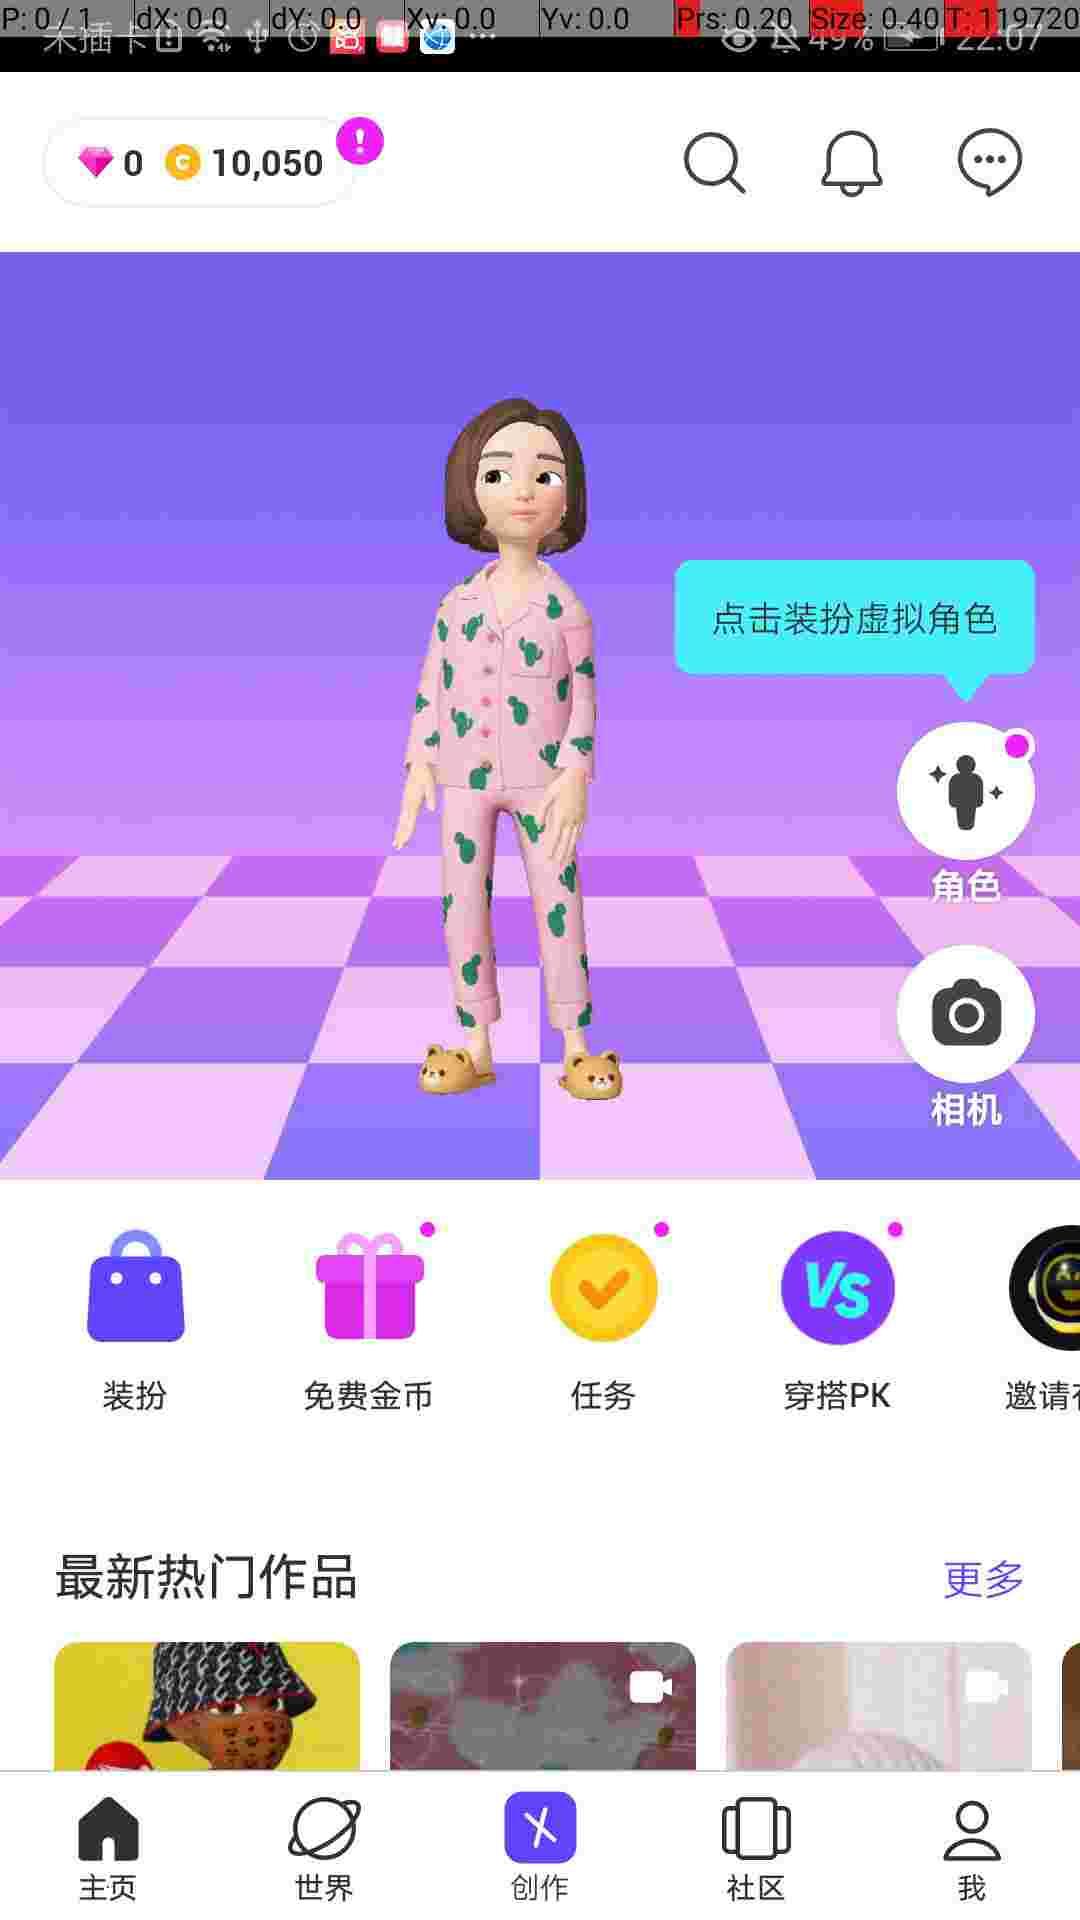 P: 0 / 1 dX: 0.0 dY: 0.0 Xv: 0.0 Yv: 0.0 Prs: 0.20 Size: 0.40 T: 119720
未插卡 49% 22:07
0 10,050
点击装扮虚拟角色
角色
相机
VS
装扮 免费金币 任务 穿搭PK 邀请
最新热门作品 更多
主页 世界 创作 社区 我